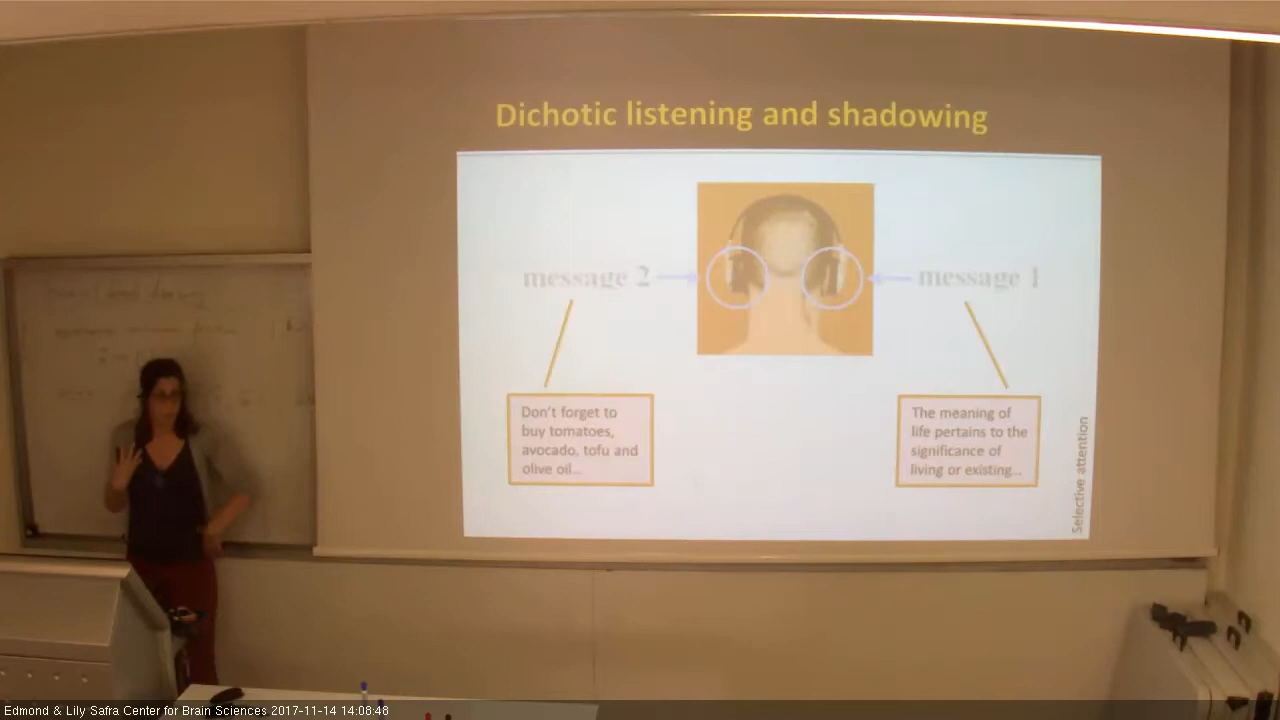 Dichotic listening and shadowing
message 2
message 1
Don't forget to
buy tomatoes,
avocado, tofu and
olive oil...
The meaning of
life pertains to the
significance of
living or existing...
Selective attention
Edmond & Lily Safra Center for Brain Sciences 2017-11-14 14:08:48